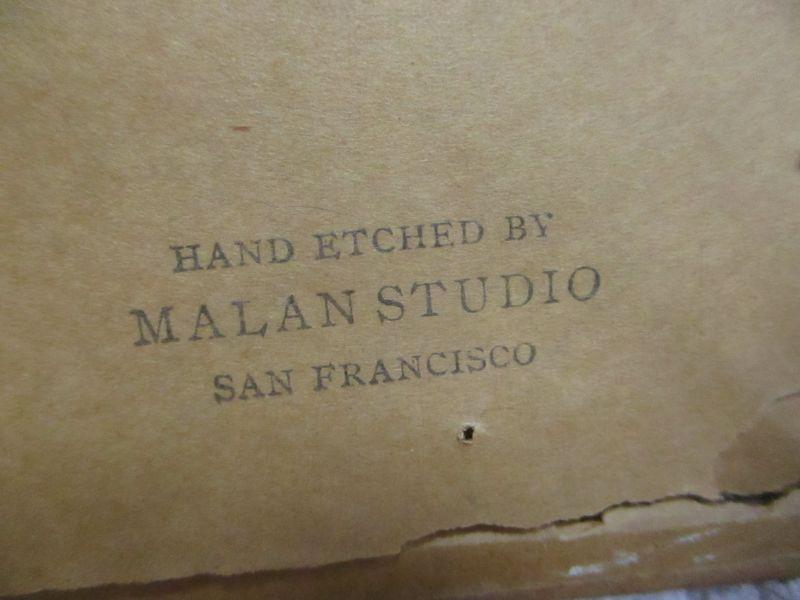 HAND ETCHED BY
MALAN STUDIO
SAN FRANCISCO